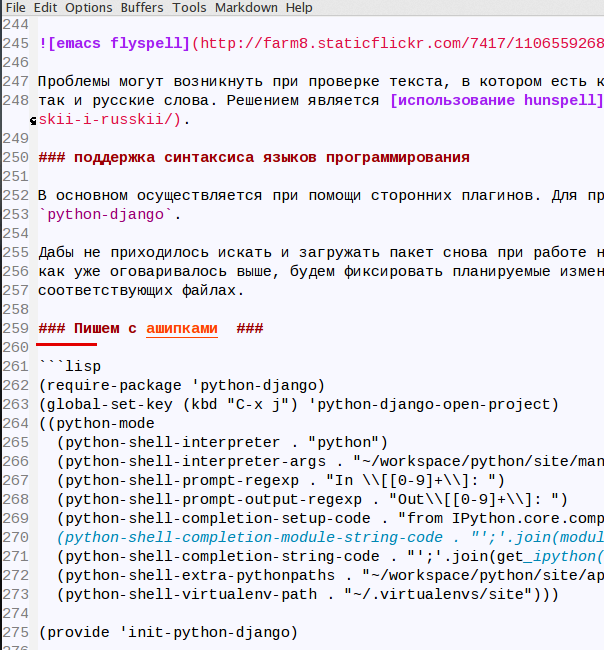 File Edit Options Buffers Tools Markdown Help
244
245 ![emacs flyspell](http://farm8.staticflickr.com/7417/1106559268
246
247 Проблемы могут возникнуть при проверке текста, в котором есть к
248 так и русские слова. Решением является [использование hunspell]
skii-i-russkii/).
249
250 ### поддержка синтаксиса языков программирования
251
252 В основном осуществляется при помощи сторонних плагинов. Для пр
253 `python-django`.
254
255 Дабы не приходилось искать и загружать пакет снова при работе н
256 как уже оговаривалось выше, будем фиксировать планируемые измен
257 соответствующих файлах.
258
259 ### Пишем с ашипками  ###
260
261 ```lisp
262 (require-package 'python-django)
263 (global-set-key (kbd "C-x j") 'python-django-open-project)
264 ((python-mode
265   (python-shell-interpreter . "python")
266   (python-shell-interpreter-args . "~/workspace/python/site/man
267   (python-shell-prompt-regexp . "In \\[[0-9]+\\]: ")
268   (python-shell-prompt-output-regexp . "Out\\[[0-9]+\\]: ")
269   (python-shell-completion-setup-code . "from IPython.core.comp
270   (python-shell-completion-module-string-code . "';'.join(modul
271   (python-shell-completion-string-code . "';'.join(get_ipython(
272   (python-shell-extra-pythonpaths . "~/workspace/python/site/ap
273   (python-shell-virtualenv-path . "~/.virtualenvs/site")))
274
275 (provide 'init-python-django)
276